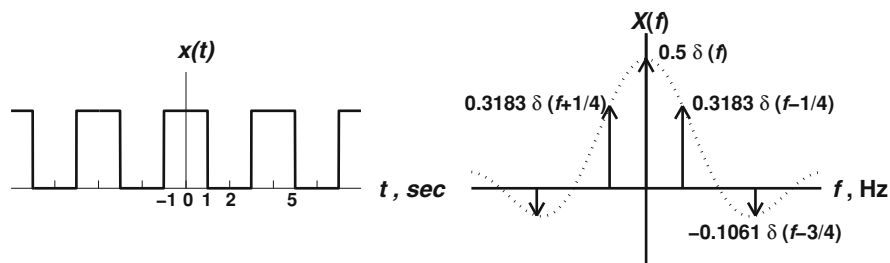 x(t)
−1 0 1 2 5
t , sec
X(f)
0.5 δ (f)
0.3183 δ (f+1/4)
0.3183 δ (f−1/4)
f , Hz
−0.1061 δ (f−3/4)